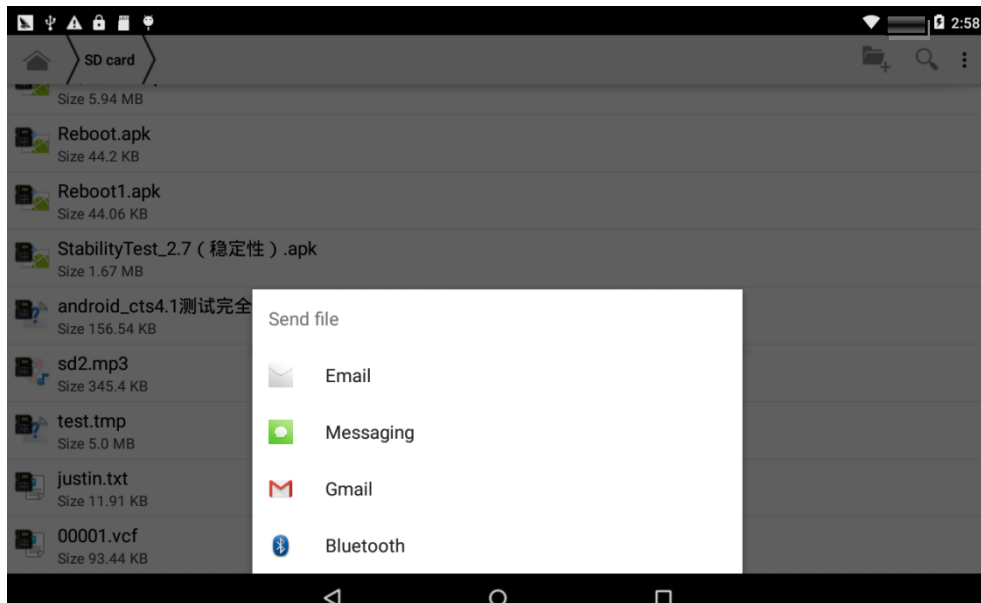 2:58
SD card
Size 5.94 MB
Reboot.apk
Size 44.2 KB
Reboot1.apk
Size 44.06 KB
StabilityTest_2.7（稳定性）.apk
Size 1.67 MB
android_cts4.1测试完全
Size 156.54 KB
sd2.mp3
Size 345.4 KB
test.tmp
Size 5.0 MB
justin.txt
Size 11.91 KB
00001.vcf
Size 93.44 KB
Send file
Email
Messaging
Gmail
Bluetooth